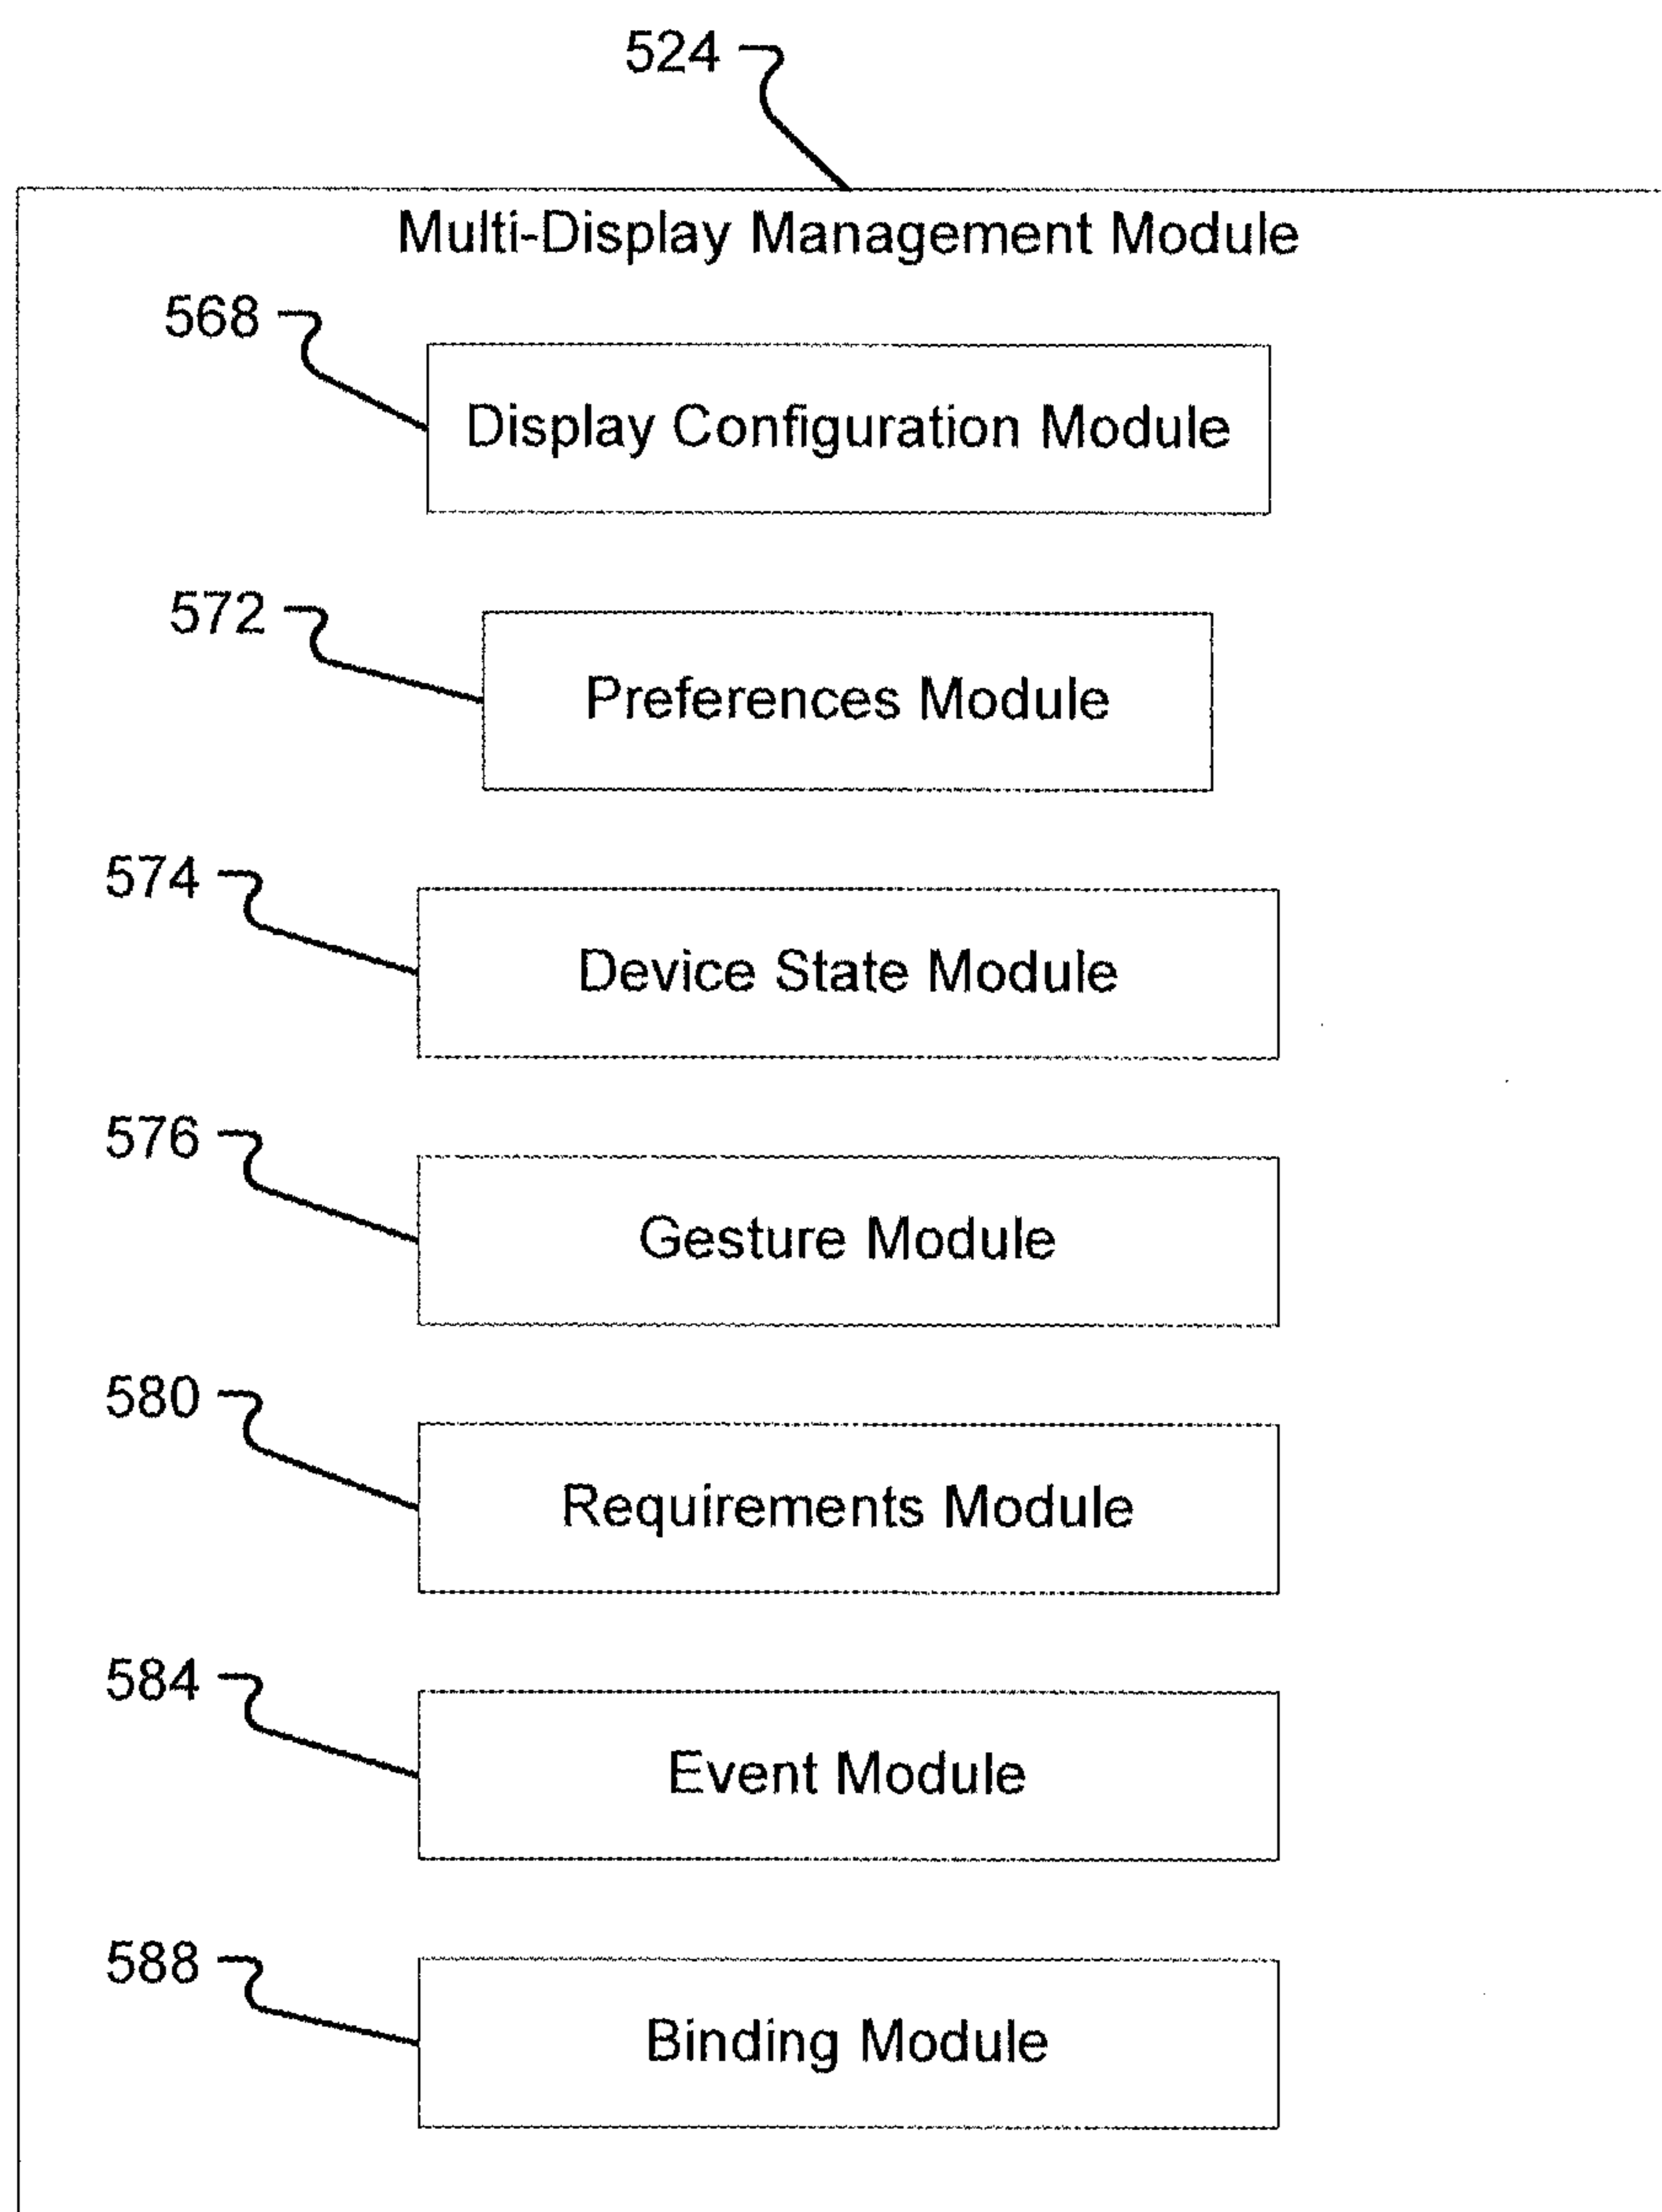 524
Multi-Display Management Module
568
Display Configuration Module
572
Preferences Module
574
Device State Module
576
Gesture Module
580
Requirements Module
584
Event Module
588
Binding Module